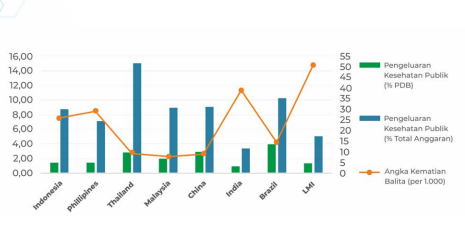 16,00
14,00
12,00
10,00
8,00
6,00
4,00
2,00
0,00
55
50
45
40
35
30
25
20
15
10
5
0
Indonesia
Phillipines
Thailand
Malaysia
China
India
Brazil
LMI
Pengeluaran
Kesehatan Publik
(% PDB)
Pengeluaran
Kesehatan Publik
(% Total Anggaran)
Angka Kematian
Balita (per 1.000)